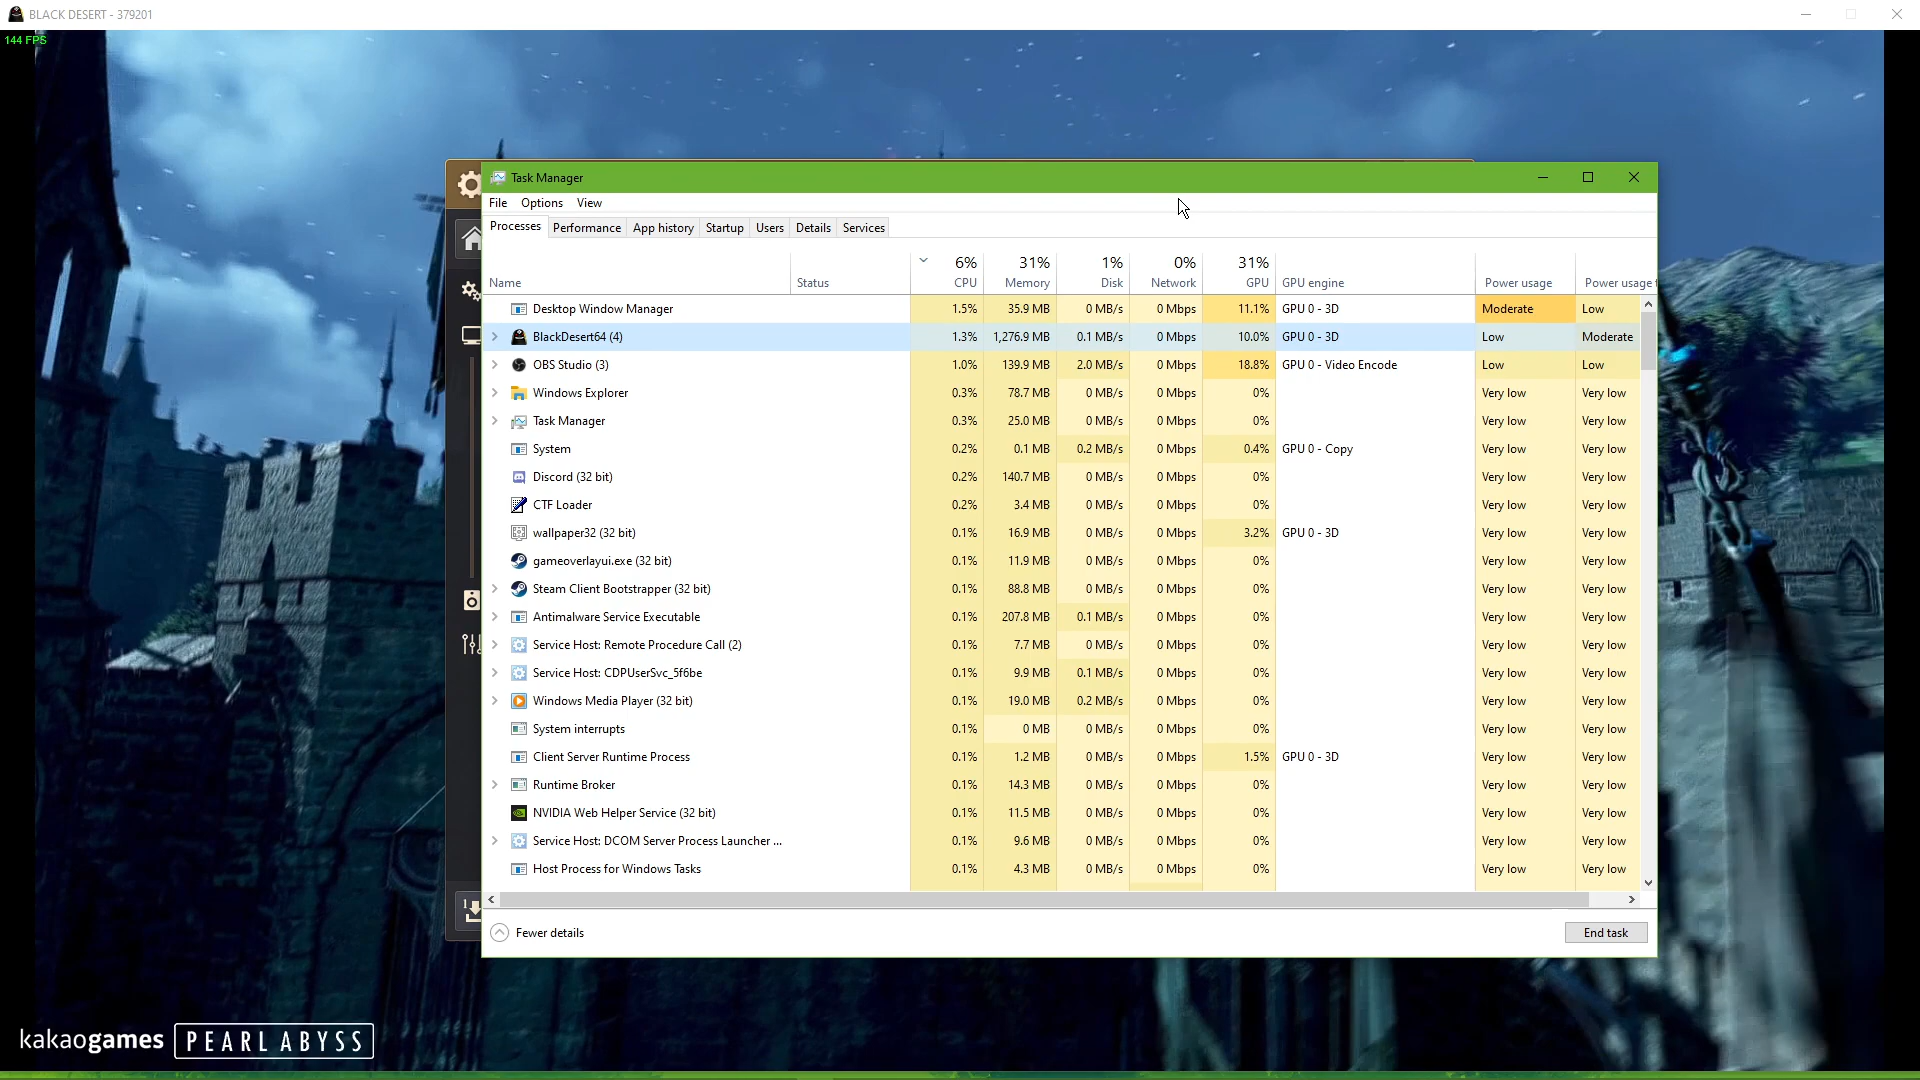 BLACK DESERT - 379201
144 FPS
Task Manager
File Options View
Processes Performance App history Startup Users Details Services
6% 31% 1% 0% 31%
Name Status CPU Memory Disk Network GPU GPU engine Power usage Power usage t
Desktop Window Manager 1.5% 35.9 MB 0 MB/s 0 Mbps 11.1% GPU 0 - 3D Moderate Low
BlackDesert64 (4) 1.3% 1,276.9 MB 0.1 MB/s 0 Mbps 10.0% GPU 0 - 3D Low Moderate
OBS Studio (3) 1.0% 139.9 MB 2.0 MB/s 0 Mbps 18.8% GPU 0 - Video Encode Low Low
Windows Explorer 0.3% 78.7 MB 0 MB/s 0 Mbps 0% Very low Very low
Task Manager 0.3% 25.0 MB 0 MB/s 0 Mbps 0% Very low Very low
System 0.2% 0.1 MB 0.2 MB/s 0 Mbps 0.4% GPU 0 - Copy Very low Very low
Discord (32 bit) 0.2% 140.7 MB 0 MB/s 0 Mbps 0% Very low Very low
CTF Loader 0.2% 3.4 MB 0 MB/s 0 Mbps 0% Very low Very low
wallpaper32 (32 bit) 0.1% 16.9 MB 0 MB/s 0 Mbps 3.2% GPU 0 - 3D Very low Very low
gameoverlayui.exe (32 bit) 0.1% 11.9 MB 0 MB/s 0 Mbps 0% Very low Very low
Steam Client Bootstrapper (32 bit) 0.1% 88.8 MB 0 MB/s 0 Mbps 0% Very low Very low
Antimalware Service Executable 0.1% 207.8 MB 0.1 MB/s 0 Mbps 0% Very low Very low
Service Host: Remote Procedure Call (2) 0.1% 7.7 MB 0 MB/s 0 Mbps 0% Very low Very low
Service Host: CDPUserSvc_5f6be 0.1% 9.9 MB 0.1 MB/s 0 Mbps 0% Very low Very low
Windows Media Player (32 bit) 0.1% 19.0 MB 0.2 MB/s 0 Mbps 0% Very low Very low
System interrupts 0.1% 0 MB 0 MB/s 0 Mbps 0% Very low Very low
Client Server Runtime Process 0.1% 1.2 MB 0 MB/s 0 Mbps 1.5% GPU 0 - 3D Very low Very low
Runtime Broker 0.1% 14.3 MB 0 MB/s 0 Mbps 0% Very low Very low
NVIDIA Web Helper Service (32 bit) 0.1% 11.5 MB 0 MB/s 0 Mbps 0% Very low Very low
Service Host: DCOM Server Process Launcher ... 0.1% 9.6 MB 0 MB/s 0 Mbps 0% Very low Very low
Host Process for Windows Tasks 0.1% 4.3 MB 0 MB/s 0 Mbps 0% Very low Very low
1
Fewer details End task
kakaogames PEARL ABYSS